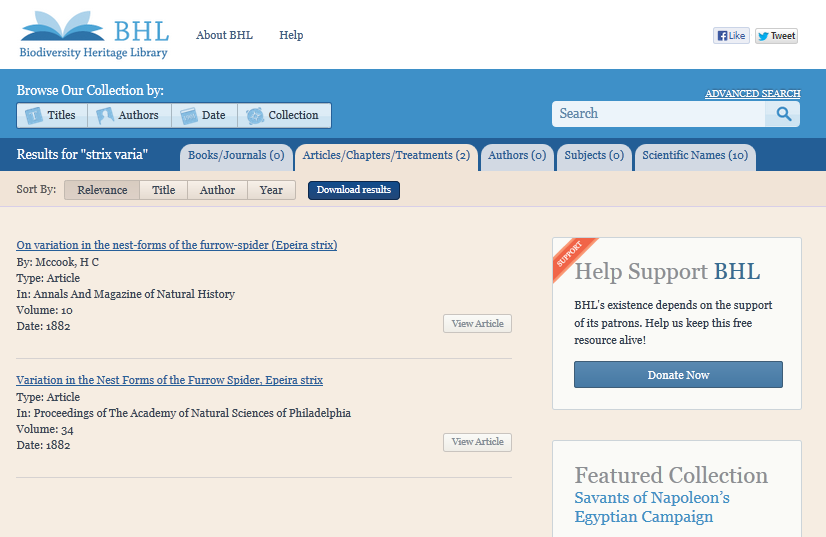 BHL
Biodiversity Heritage Library
About BHL
Help
Like
Tweet
Browse Our Collection by:
Titles
Authors
Date
Collection
ADVANCED SEARCH
Search
Results for "strix varia"
Books/Journals (0)
Articles/Chapters/Treatments (2)
Authors (0)
Subjects (0)
Scientific Names (10)
Sort By:
Relevance
Title
Author
Year
Download results
On variation in the nest-forms of the furrow-spider (Epeira strix)
By: Mccook, H C
Type: Article
In: Annals And Magazine of Natural History
Volume: 10
Date: 1882
View Article
Variation in the Nest Forms of the Furrow Spider, Epeira strix
Type: Article
In: Proceedings of The Academy of Natural Sciences of Philadelphia
Volume: 34
Date: 1882
View Article
SUPPORT
Help Support BHL
BHL's existence depends on the support
of its patrons. Help us keep this free
resource alive!
Donate Now
Featured Collection
Savants of Napoleon's
Egyptian Campaign